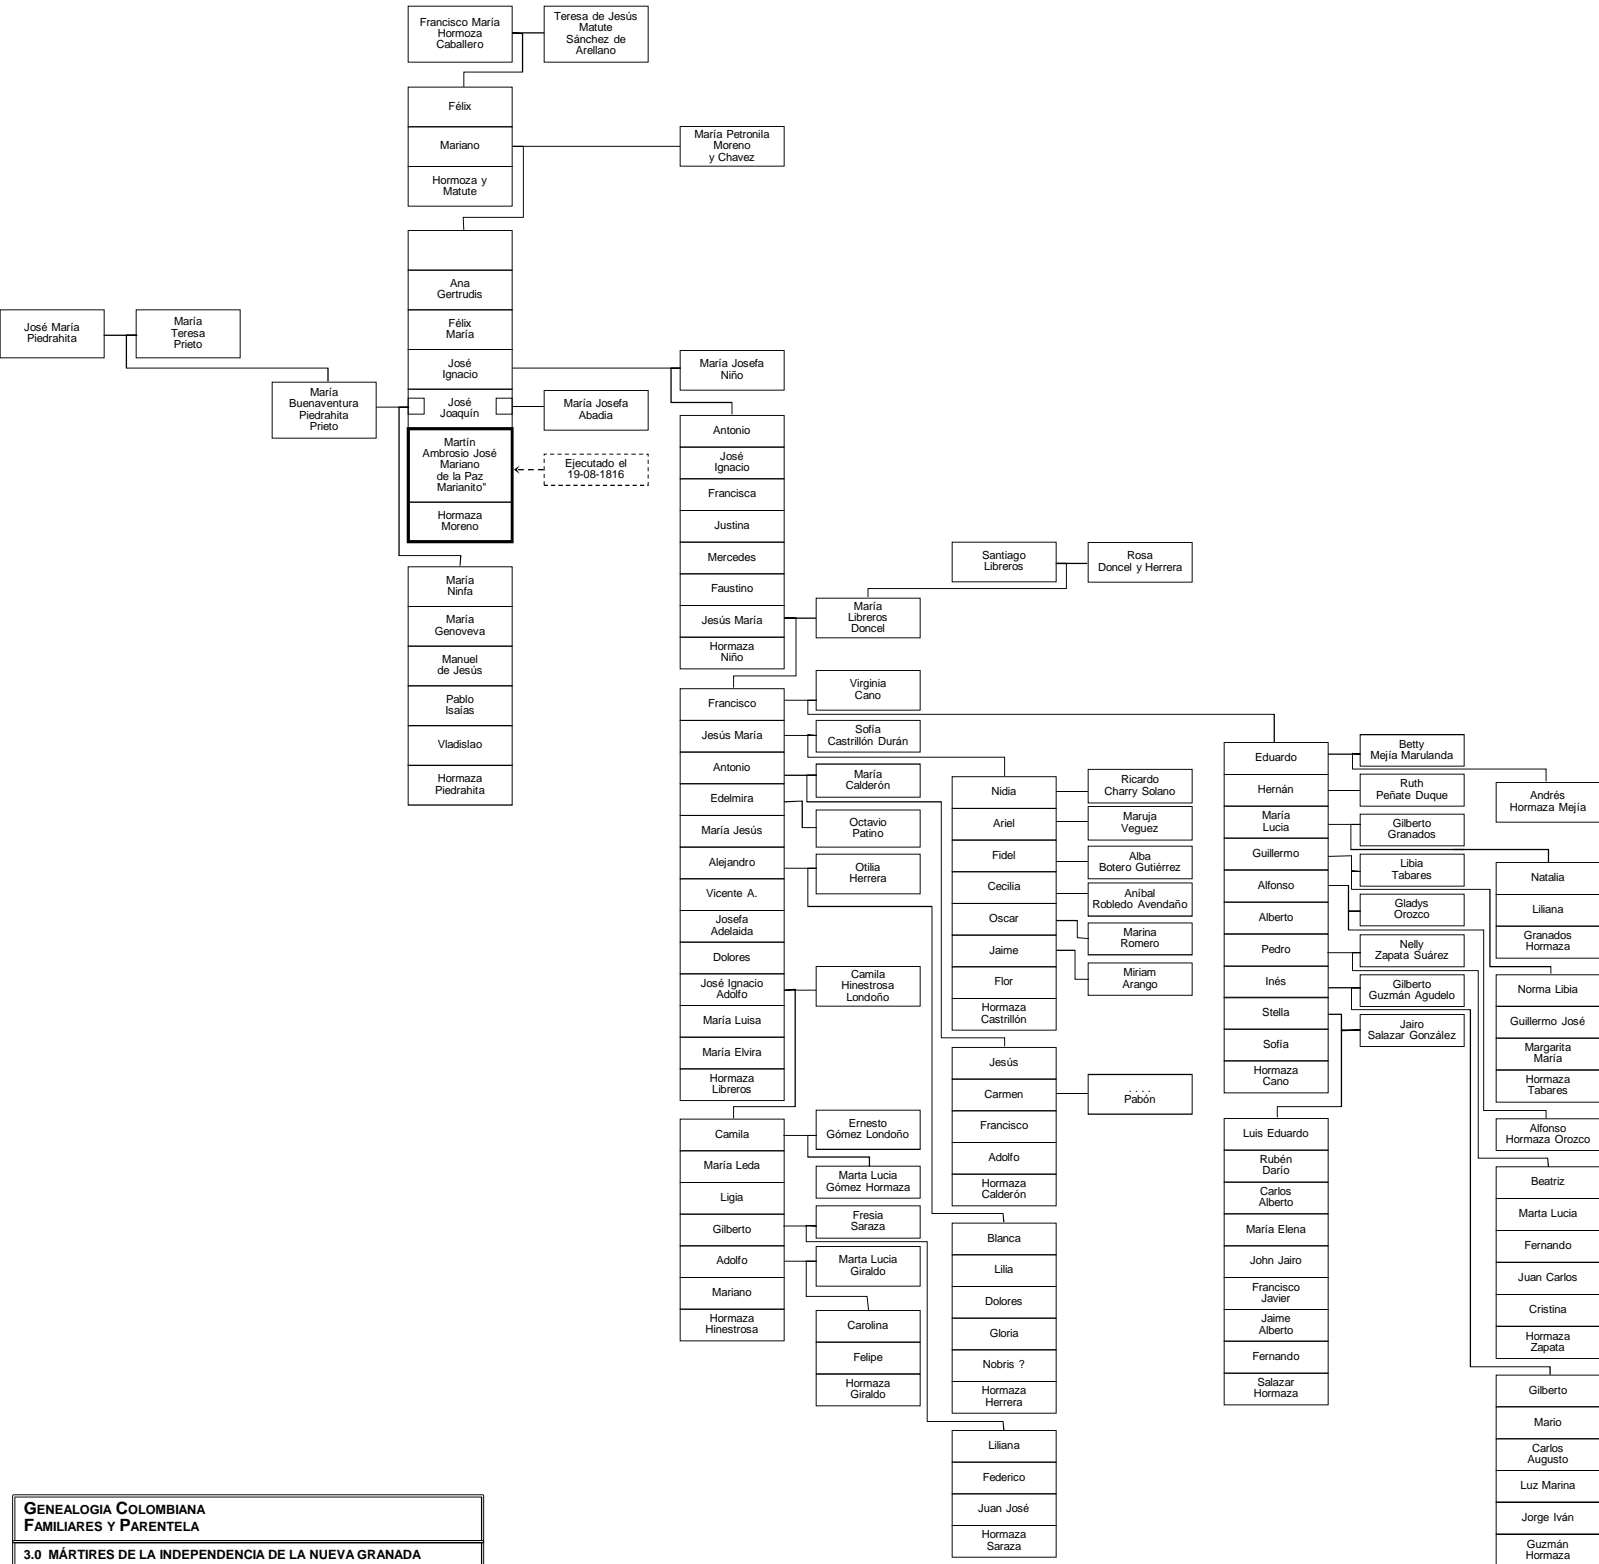 Francisco María
Hormoza
Caballero
Teresa de Jesús
Matute
Sánchez de
Arellano
Félix
Mariano
Hormoza y
Matute
María Petronila
Moreno
y Chavez
Ana
Gertrudis
Félix
María
José
Ignacio
José
Joaquín
Martín
Ambrosio José
Mariano
de la Paz
Marianito"
Hormaza
Moreno
José María
Piedrahita
María
Teresa
Prieto
María
Buenaventura
Piedrahita
Prieto
María Josefa
Abadia
Ejecutado el
19-08-1816
María Josefa
Niño
María
Ninfa
María
Genoveva
Manuel
de Jesús
Pablo
Isaías
Vladislao
Hormaza
Piedrahita
Antonio
José
Ignacio
Francisca
Justina
Mercedes
Faustino
Jesús María
Hormaza
Niño
Santiago
Libreros
Rosa
Doncel y Herrera
María
Libreros
Doncel
Francisco
Jesús María
Antonio
Edelmira
María Jesús
Alejandro
Vicente A.
Josefa
Adelaida
Dolores
José Ignacio
Adolfo
María Luisa
María Elvira
Hormaza
Libreros
Virginia
Cano
Sofía
Castrillón Durán
María
Calderón
Octavio
Patino
Otilia
Herrera
Camila
Hinestrosa
Londoño
Camila
María Leda
Ligia
Gilberto
Adolfo
Mariano
Hormaza
Hinestrosa
Ernesto
Gómez Londoño
Marta Lucia
Gómez Hormaza
Fresia
Saraza
Marta Lucia
Giraldo
Carolina
Felipe
Hormaza
Giraldo
Nidia
Ariel
Fidel
Cecilia
Oscar
Jaime
Flor
Hormaza
Castrillón
Ricardo
Charry Solano
Maruja
Veguez
Alba
Botero Gutiérrez
Aníbal
Robledo Avendaño
Marina
Romero
Miriam
Arango
Jesús
Carmen
Francisco
Adolfo
Hormaza
Calderón
. . . .
Pabón
Blanca
Lilia
Dolores
Gloria
Nobris ?
Hormaza
Herrera
Liliana
Federico
Juan José
Hormaza
Saraza
Eduardo
Hernán
María
Lucia
Guillermo
Alfonso
Alberto
Pedro
Inés
Stella
Sofía
Hormaza
Cano
Betty
Mejía Marulanda
Ruth
Peñate Duque
Gilberto
Granados
Libia
Tabares
Gladys
Orozco
Nelly
Zapata Suárez
Gilberto
Guzmán Agudelo
Jairo
Salazar González
Luis Eduardo
Rubén
Darío
Carlos
Alberto
María Elena
John Jairo
Francisco
Javier
Jaime
Alberto
Fernando
Salazar
Hormaza
Andrés
Hormaza Mejía
Natalia
Liliana
Granados
Hormaza
Norma Libia
Guillermo José
Margarita
María
Hormaza
Tabares
Alfonso
Hormaza Orozco
Beatriz
Marta Lucia
Fernando
Juan Carlos
Cristina
Hormaza
Zapata
Gilberto
Mario
Carlos
Augusto
Luz Marina
Jorge Iván
Guzmán
Hormaza
GENEALOGIA COLOMBIANA
FAMILIARES Y PARENTELA
3.0 MÁRTIRES DE LA INDEPENDENCIA DE LA NUEVA GRANADA